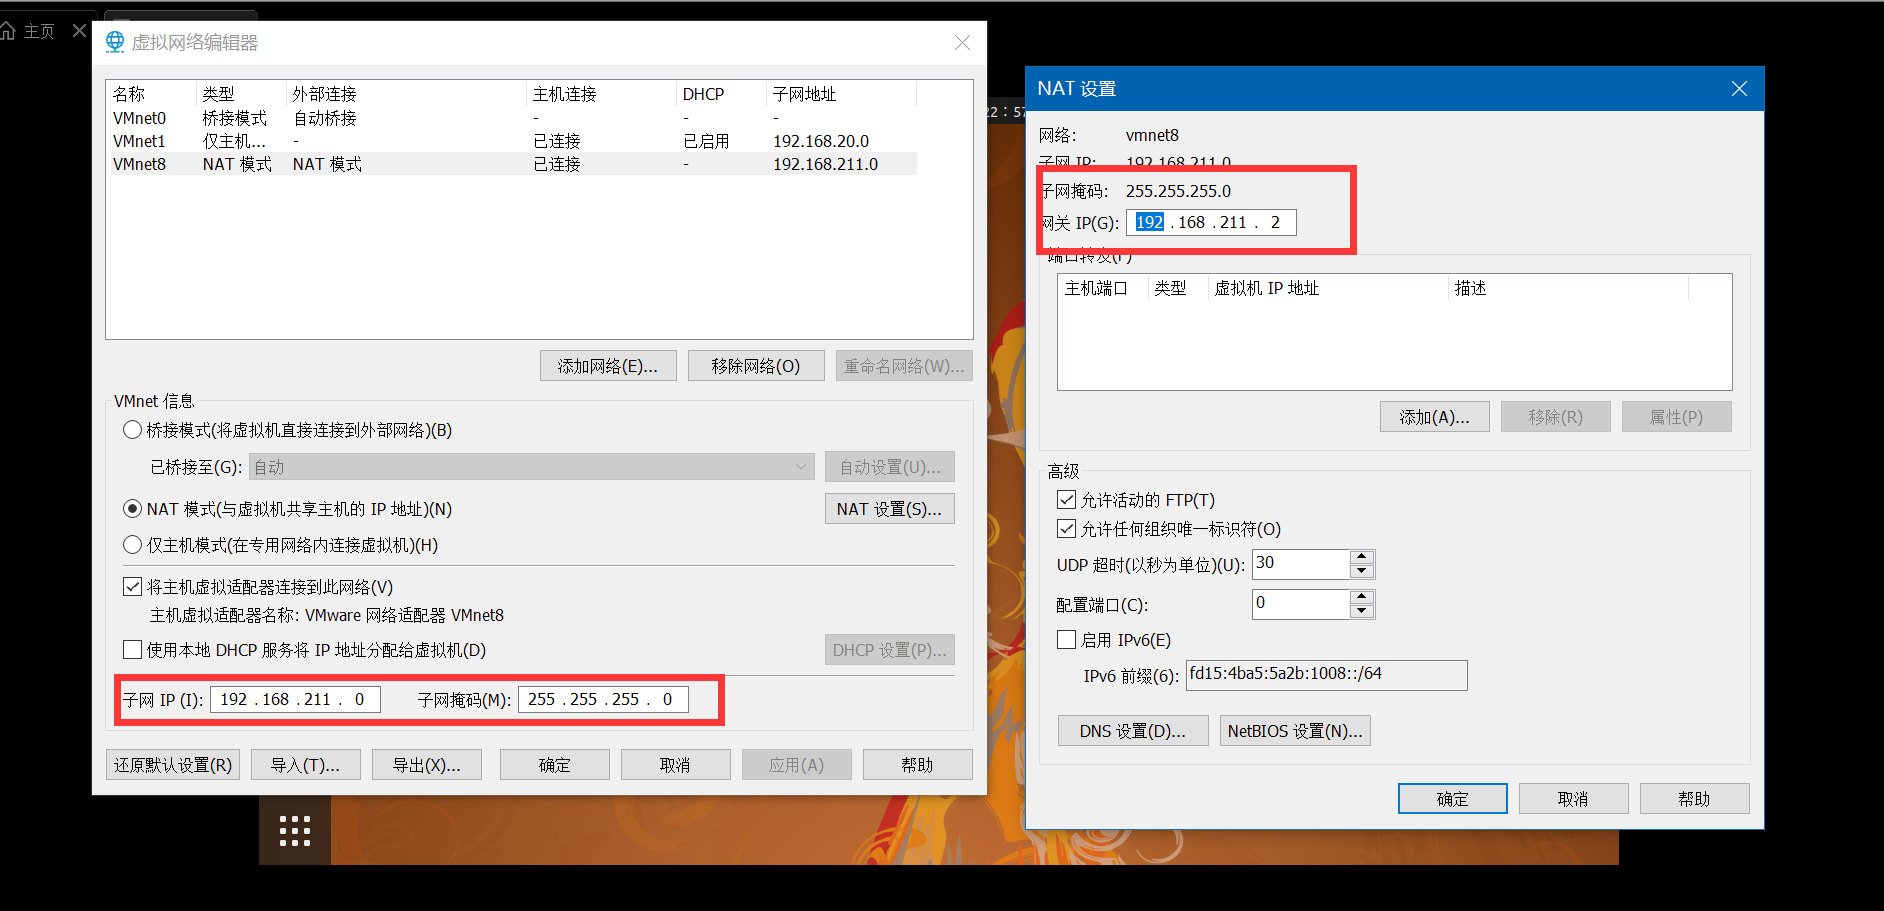 主页
虚拟网络编辑器
名称 类型 外部连接 主机连接 DHCP 子网地址
VMnet0 桥接模式 自动桥接 - - -
VMnet1 仅主机... - 已连接 已启用 192.168.20.0
VMnet8 NAT 模式 NAT 模式 已连接 - 192.168.211.0
添加网络(E)... 移除网络(O) 重命名网络(W)...
VMnet 信息
桥接模式(将虚拟机直接连接到外部网络)(B)
已桥接至(G): 自动 自动设置(U)...
NAT 模式(与虚拟机共享主机的 IP 地址)(N) NAT 设置(S)...
仅主机模式(在专用网络内连接虚拟机)(H)
将主机虚拟适配器连接到此网络(V)
主机虚拟适配器名称: VMware 网络适配器 VMnet8
使用本地 DHCP 服务将 IP 地址分配给虚拟机(D) DHCP 设置(P)...
子网 IP (I): 192 . 168 . 211 . 0 子网掩码(M): 255 . 255 . 255 . 0
还原默认设置(R) 导入(T)... 导出(X)... 确定 取消 应用(A) 帮助
22:57
NAT 设置
网络: vmnet8
子网 IP: 192.168.211.0
子网掩码: 255.255.255.0
网关 IP(G): 192 . 168 . 211 . 2
端口转发(F)
主机端口 类型 虚拟机 IP 地址 描述
添加(A)... 移除(R) 属性(P)
高级
允许活动的 FTP(T)
允许任何组织唯一标识符(O)
UDP 超时(以秒为单位)(U): 30
配置端口(C): 0
启用 IPv6(E)
IPv6 前缀(6): fd15:4ba5:5a2b:1008::/64
DNS 设置(D)... NetBIOS 设置(N)...
确定 取消 帮助